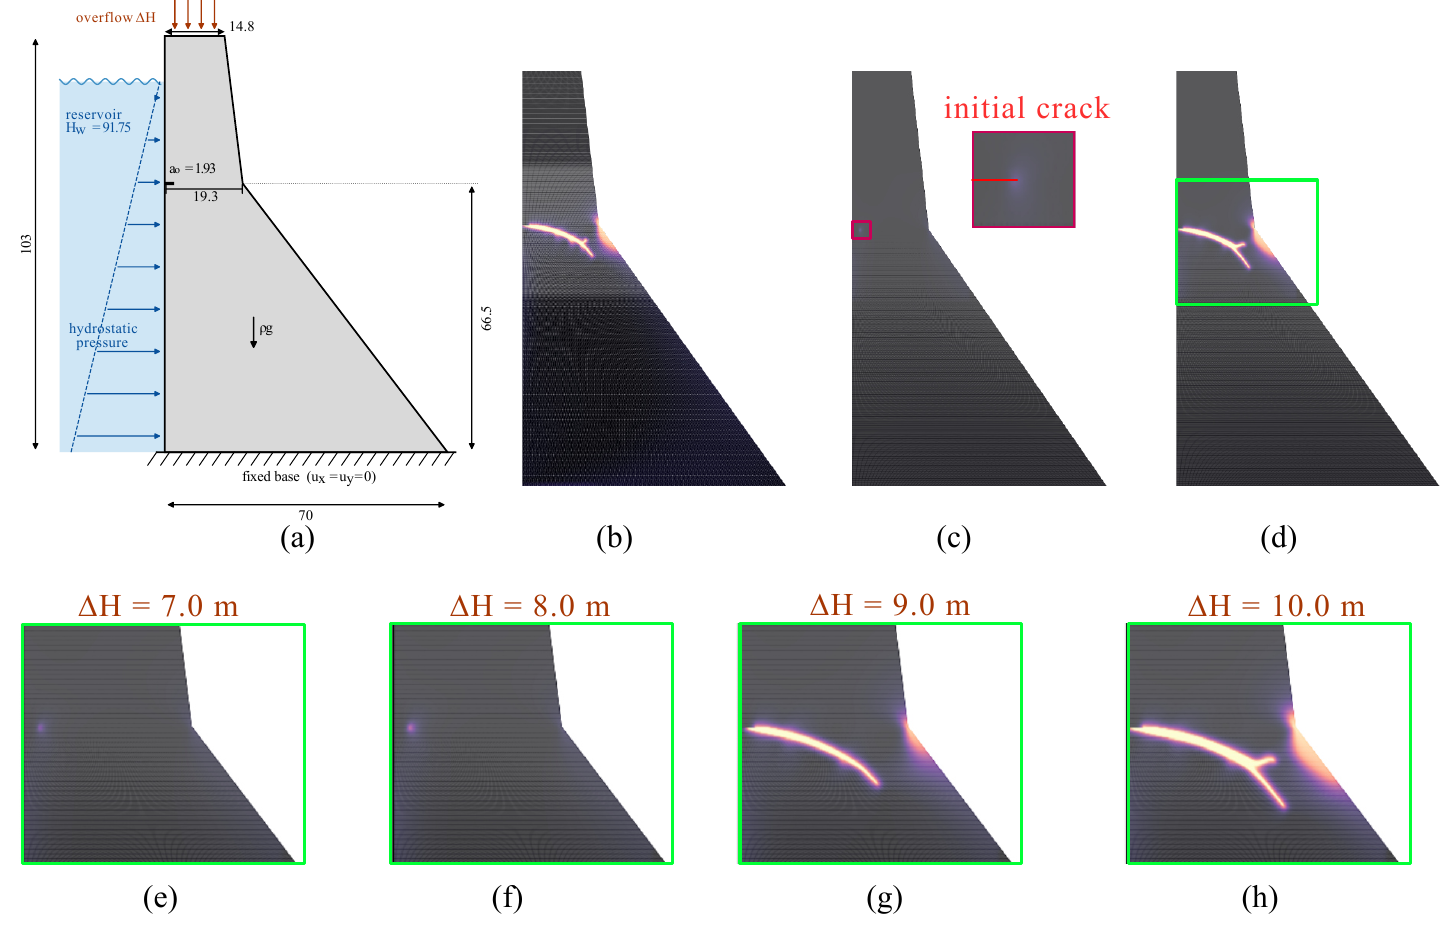 overflow ΔH
14.8
reservoir
H_W = 91.75
a₀ = 1.93
19.3
103
66.5
hydrostatic
pressure
ρg
fixed base (u_x = u_y = 0)
70
initial crack
(a)
(b)
(c)
(d)
ΔH = 7.0 m
ΔH = 8.0 m
ΔH = 9.0 m
ΔH = 10.0 m
(e)
(f)
(g)
(h)